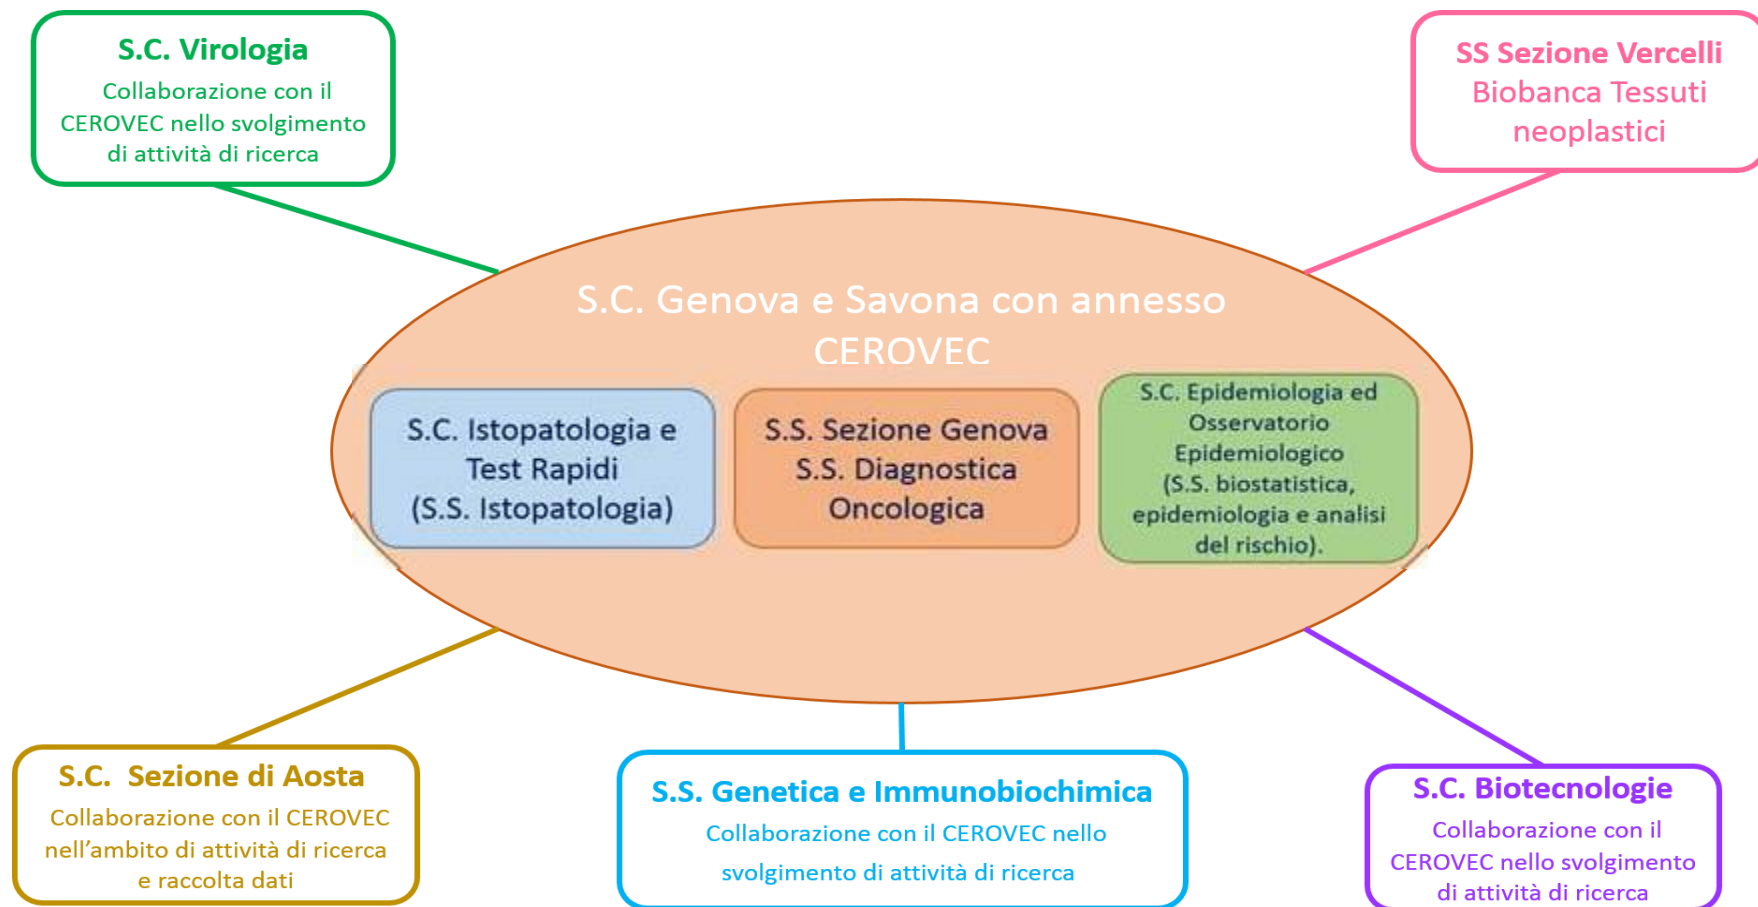 S.C. Virologia
Collaborazione con il
CEROVEC nello svolgimento
di attività di ricerca
SS Sezione Vercelli
Biobanca Tessuti
neoplastici
S.C. Genova e Savona con annesso
CEROVEC
S.C. Istopatologia e
Test Rapidi
(S.S. Istopatologia)
S.S. Sezione Genova
S.S. Diagnostica
Oncologica
S.C. Epidemiologia ed
Osservatorio
Epidemiologico
(S.S. biostatistica,
epidemiologia e analisi
del rischio).
S.C. Sezione di Aosta
Collaborazione con il CEROVEC
nell’ambito di attività di ricerca
e raccolta dati
S.S. Genetica e Immunobiochimica
Collaborazione con il CEROVEC nello
svolgimento di attività di ricerca
S.C. Biotecnologie
Collaborazione con il
CEROVEC nello svolgimento
di attività di ricerca